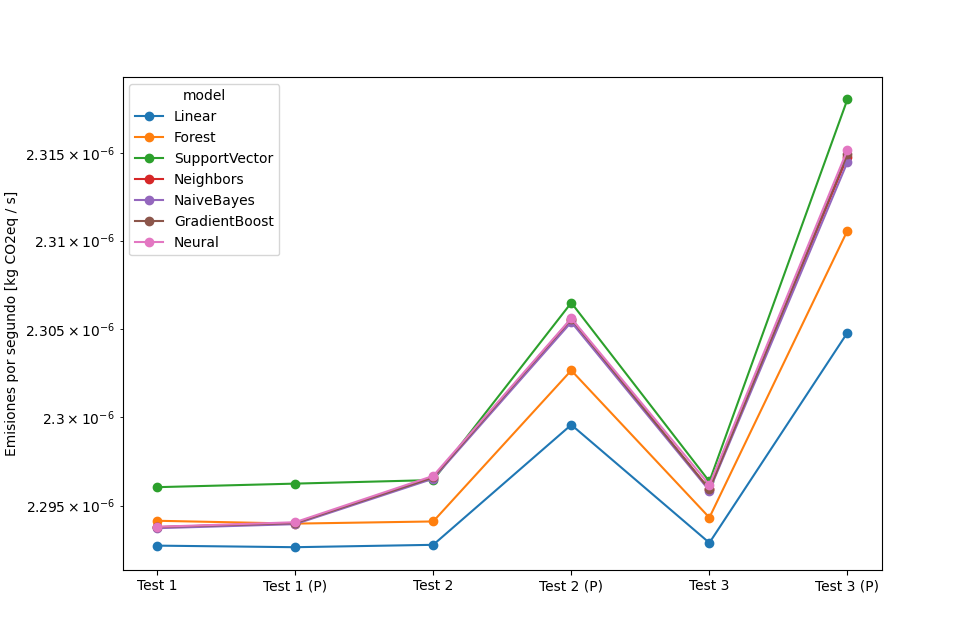 model
Linear
Forest
SupportVector
Neighbors
NaiveBayes
GradientBoost
Neural
Emisiones por segundo [kg CO2eq / s]
2.315 × 10⁻⁶
2.31 × 10⁻⁶
2.305 × 10⁻⁶
2.3 × 10⁻⁶
2.295 × 10⁻⁶
Test 1 Test 1 (P) Test 2 Test 2 (P) Test 3 Test 3 (P)